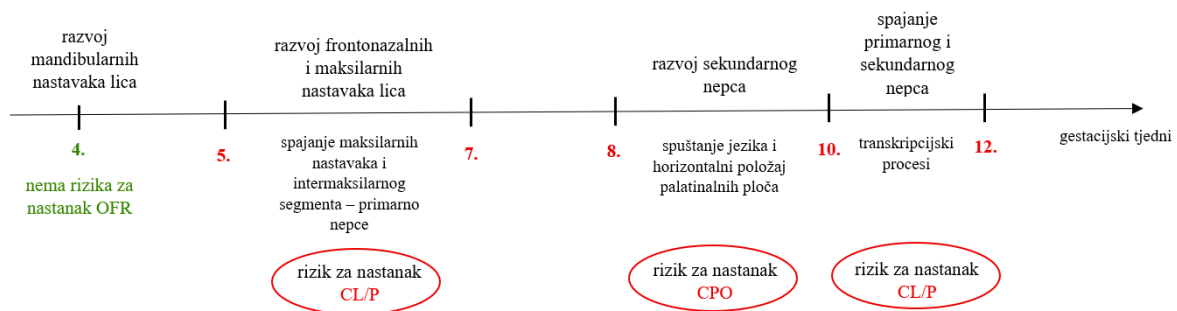 razvoj
mandibularnih
nastavaka lica
razvoj frontonazalnih
i maksilarnih
nastavaka lica
razvoj sekundarnog
nepca
spajanje
primarnog i
sekundarnog
nepca
4.
5.
7.
8.
10.
12.
gestacijski tjedni
nema rizika za
nastanak OFR
spajanje maksilarnih
nastavaka i
intermaksilarnog
segmenta – primarno
nepce
spuštanje jezika i
horizontalni položaj
palatinalnih ploča
transkripcijski
procesi
rizik za nastanak
CL/P
rizik za nastanak
CPO
rizik za nastanak
CL/P